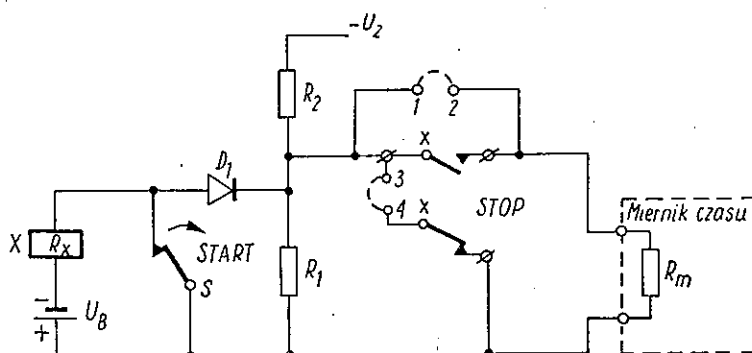 -U2
R2
1 2
D1
X
3
STOP
4
X
Miernik czasu
X Rx
START
S
R1
Rm
-
UB
+